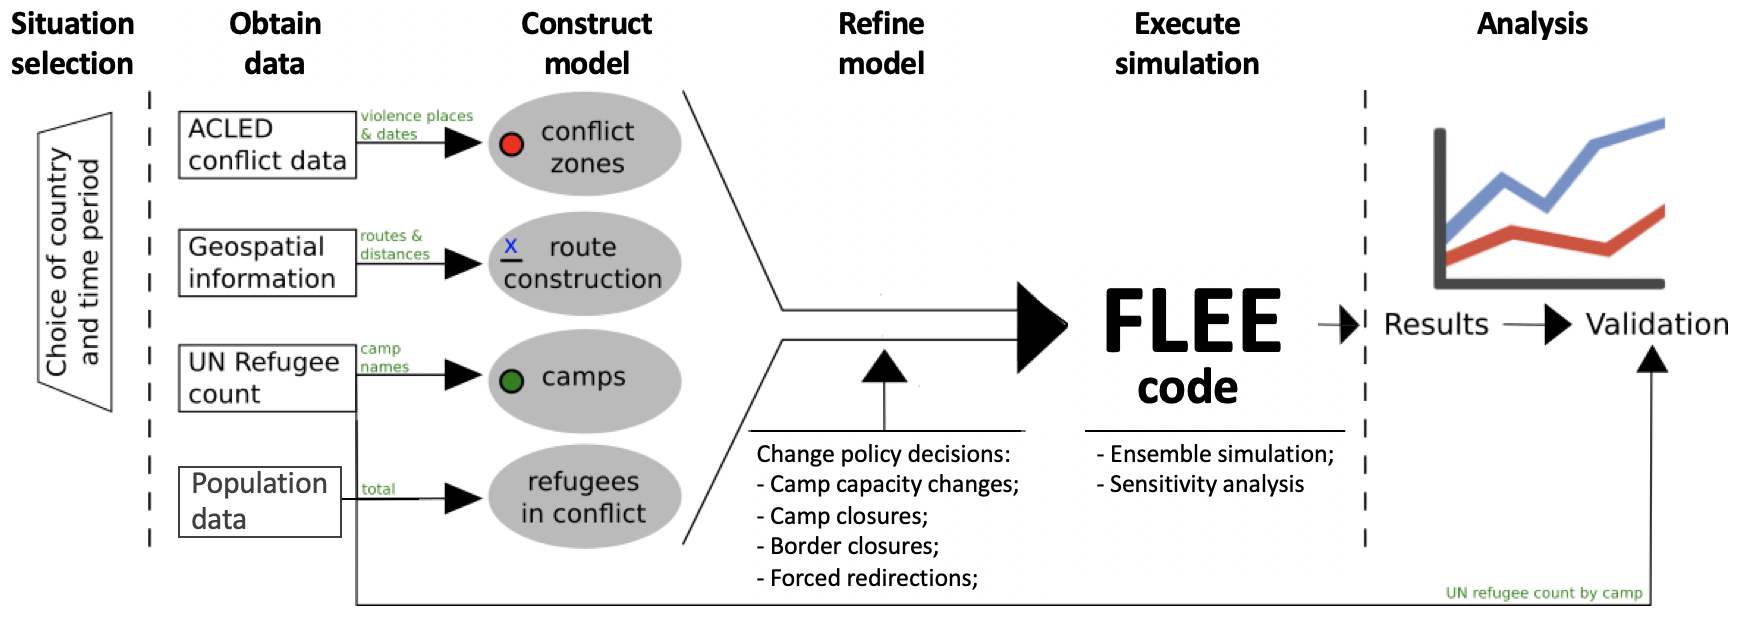 Situation
selection
Obtain
data
Construct
model
Refine
model
Execute
simulation
Analysis
Choice of country
and time period
ACLED
conflict data
violence places
& dates
conflict
zones
Geospatial
information
routes &
distances
x
route
construction
UN Refugee
count
camp
names
camps
Population
data
total
refugees
in conflict
Change policy decisions:
- Camp capacity changes;
- Camp closures;
- Border closures;
- Forced redirections;
FLEE
code
- Ensemble simulation;
- Sensitivity analysis
Results
Validation
UN refugee count by camp